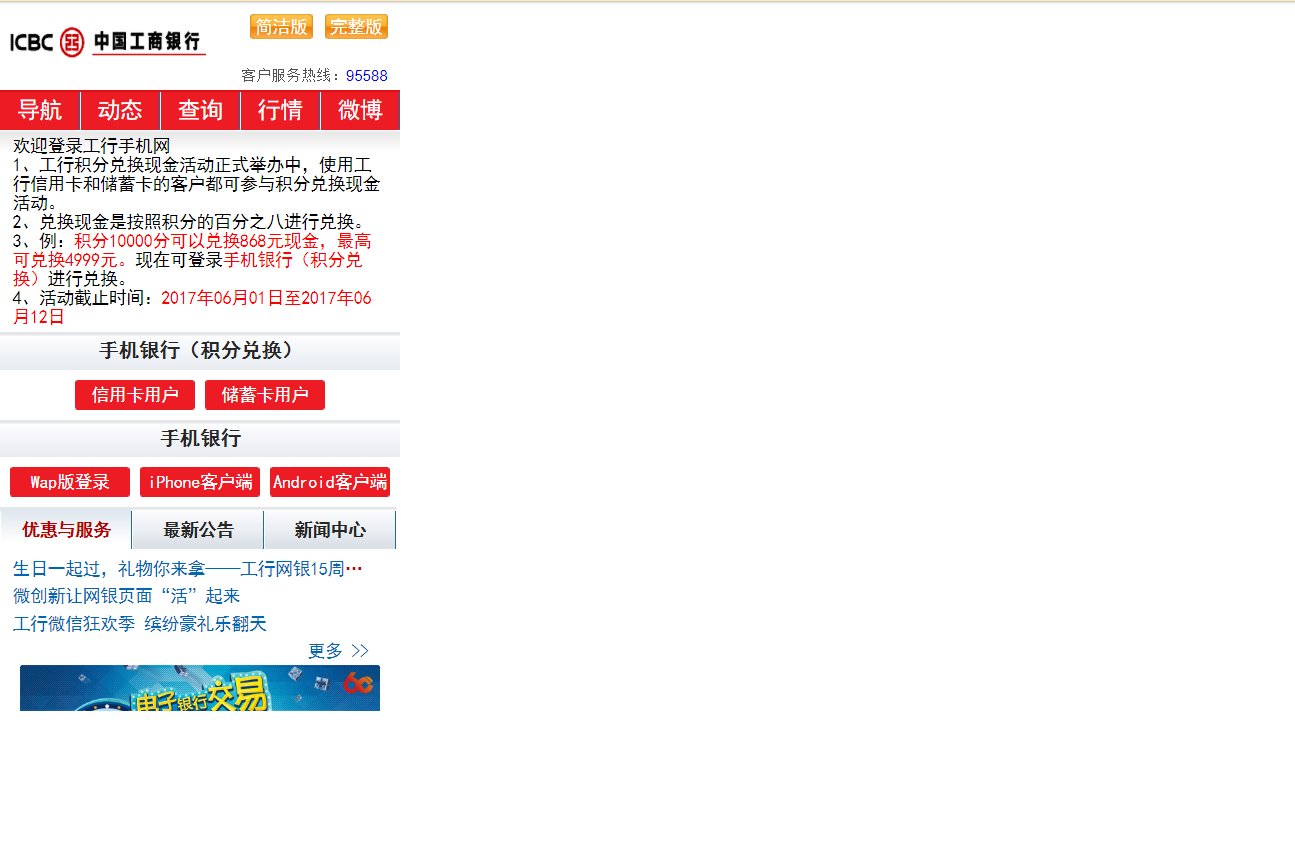 简洁版 完整版
ICBC 中国工商银行
客户服务热线：95588
导航 动态 查询 行情 微博
欢迎登录工行手机网
1、工行积分兑换现金活动正式举办中，使用工
行信用卡和储蓄卡的客户都可参与积分兑换现金
活动。
2、兑换现金是按照积分的百分之八进行兑换。
3、例：积分10000分可以兑换868元现金，最高
可兑换4999元。现在可登录手机银行（积分兑
换）进行兑换。
4、活动截止时间：2017年06月01日至2017年06
月12日
手机银行（积分兑换）
信用卡用户 储蓄卡用户
手机银行
Wap版登录 iPhone客户端 Android客户端
优惠与服务 最新公告 新闻中心
生日一起过，礼物你来拿——工行网银15周…
微创新让网银页面“活”起来
工行微信狂欢季 缤纷豪礼乐翻天
更多 >>
电子银行交易